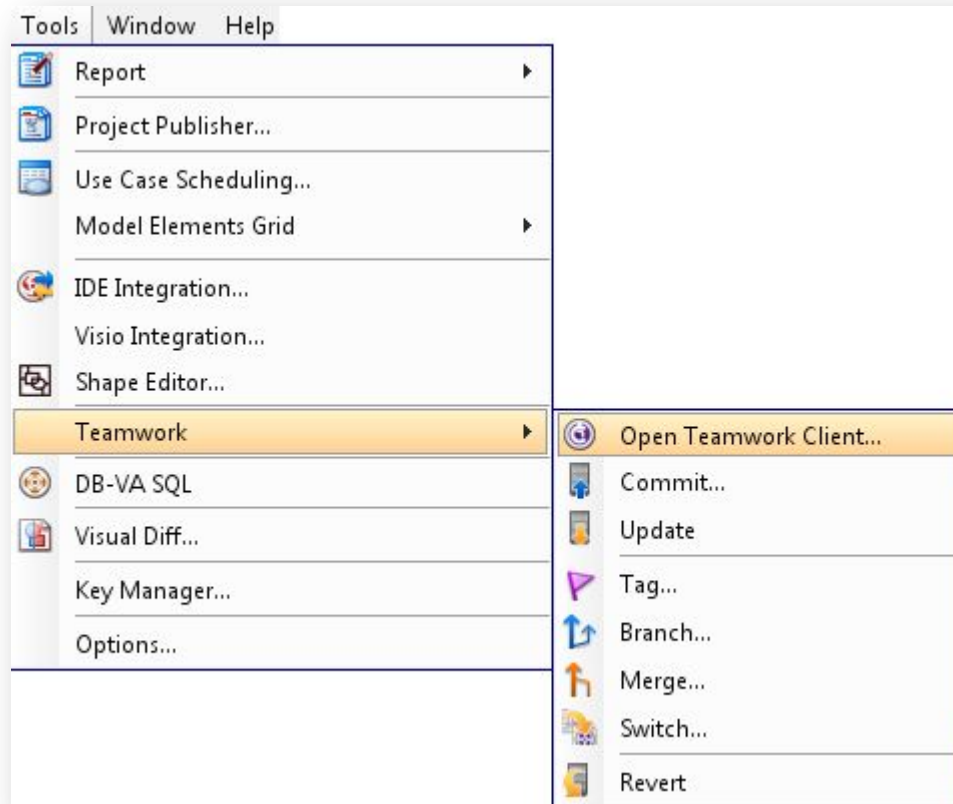 Tools Window Help
Report
Project Publisher...
Use Case Scheduling...
Model Elements Grid
IDE Integration...
Visio Integration...
Shape Editor...
Teamwork
DB-VA SQL
Visual Diff...
Key Manager...
Options...
Open Teamwork Client...
Commit...
Update
Tag...
Branch...
Merge...
Switch...
Revert